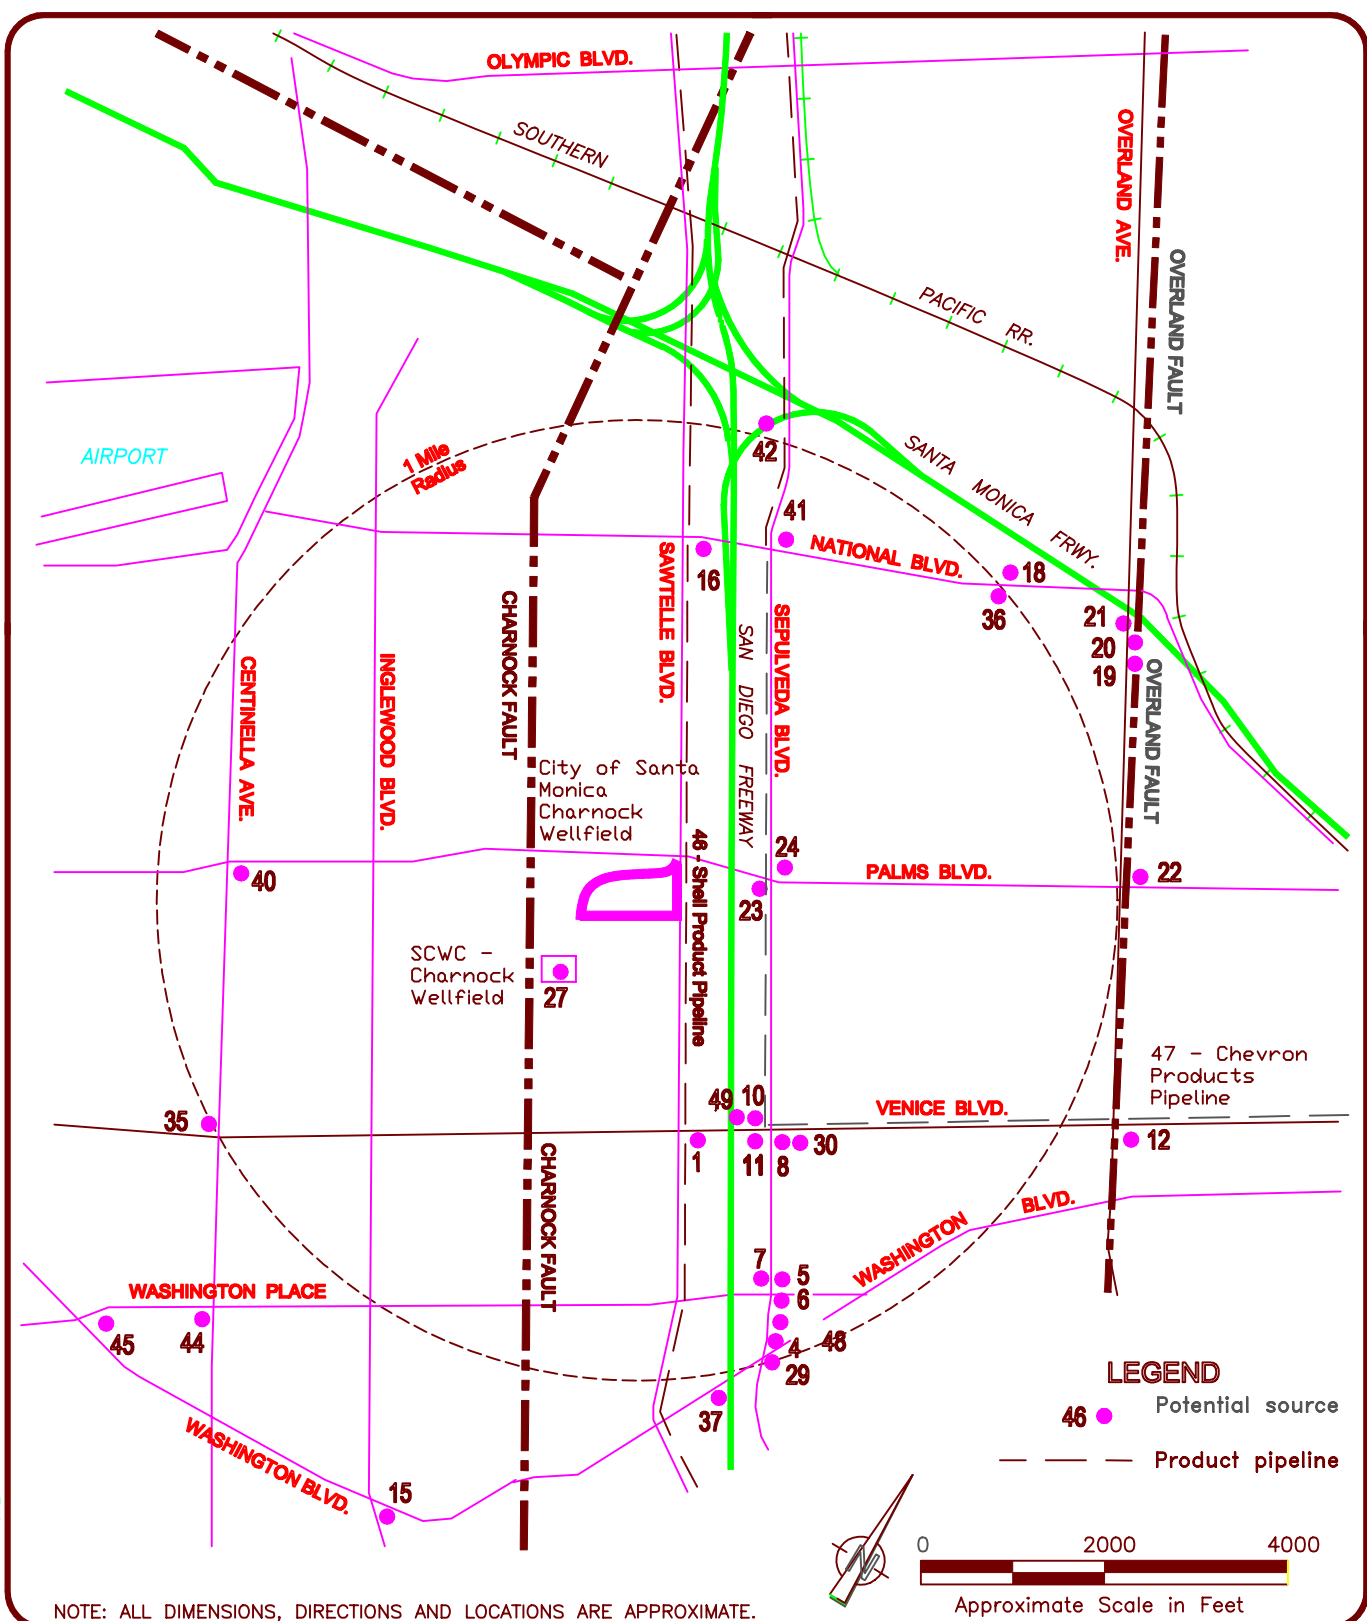 OLYMPIC BLVD.
SOUTHERN
PACIFIC RR.
OVERLAND AVE.
OVERLAND FAULT
AIRPORT
1 Mile
Radius
42
SANTA MONICA FRWY.
41
NATIONAL BLVD.
16
18
36
21
20
19
SAWTELLE BLVD.
SAN DIEGO FREEWAY
SEPULVEDA BLVD.
CHARNOCK FAULT
CENTINELLA AVE.
INGLEWOOD BLVD.
OVERLAND FAULT
City of Santa
Monica
Charnock
Wellfield
46 - Shell Product Pipeline
24
PALMS BLVD.
22
40
23
SCWC -
Charnock
Wellfield
27
47 - Chevron
Products
Pipeline
49 10
VENICE BLVD.
35
1
11
8
30
12
CHARNOCK FAULT
WASHINGTON BLVD.
7
5
6
WASHINGTON PLACE
45
44
4
48
29
37
WASHINGTON BLVD.
15
LEGEND
46
Potential source
Product pipeline
N
0 2000 4000
Approximate Scale in Feet
NOTE: ALL DIMENSIONS, DIRECTIONS AND LOCATIONS ARE APPROXIMATE.